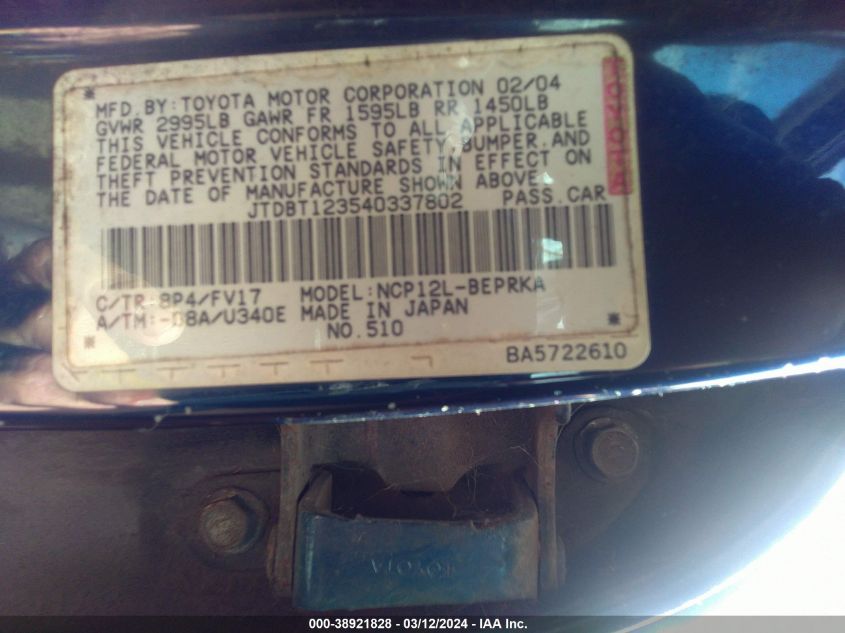 MFD.BY:TOYOTA MOTOR CORPORATION 02/04
GVWR 2995LB GAWR FR 1595LB RR 1450LB
THIS VEHICLE CONFORMS TO ALL APPLICABLE
FEDERAL MOTOR VEHICLE SAFETY,BUMPER,AND
THEFT PREVENTION STANDARDS IN EFFECT ON
THE DATE OF MANUFACTURE SHOWN ABOVE.
JTDBT123540337802 PASS.CAR
C/TR:8P4/FV17 MODEL:NCP12L-BEPRKA
A/TM:-08A/U340E MADE IN JAPAN
NO.510
BA5722610
TOYOTA
000-38921828 - 03/12/2024 - IAA Inc.